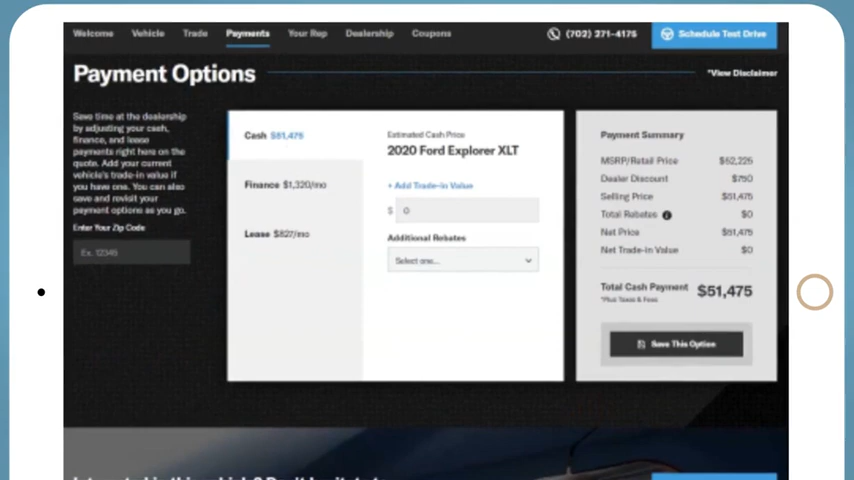 Welcome Vehicle Trade Payments Your Rep Dealership Coupons (702) 271-4175 Schedule Test Drive
Payment Options
*View Disclaimer
Save time at the dealership
by adjusting your cash,
finance, and lease
payments right here on the
quote. Add your current
vehicle's trade-in value if
you have one. You can also
save and revisit your
payment options as you go.
Enter Your Zip Code
Ex. 12345
Cash $51,475
Finance $1,320/mo
Lease $827/mo
Estimated Cash Price
2020 Ford Explorer XLT
+ Add Trade-in Value
$ 0
Additional Rebates
Select one...
Payment Summary
MSRP/Retail Price $52,225
Dealer Discount $750
Selling Price $51,475
Total Rebates $0
Net Price $51,475
Net Trade-in Value $0
Total Cash Payment $51,475
*Plus Taxes & Fees
Save This Option